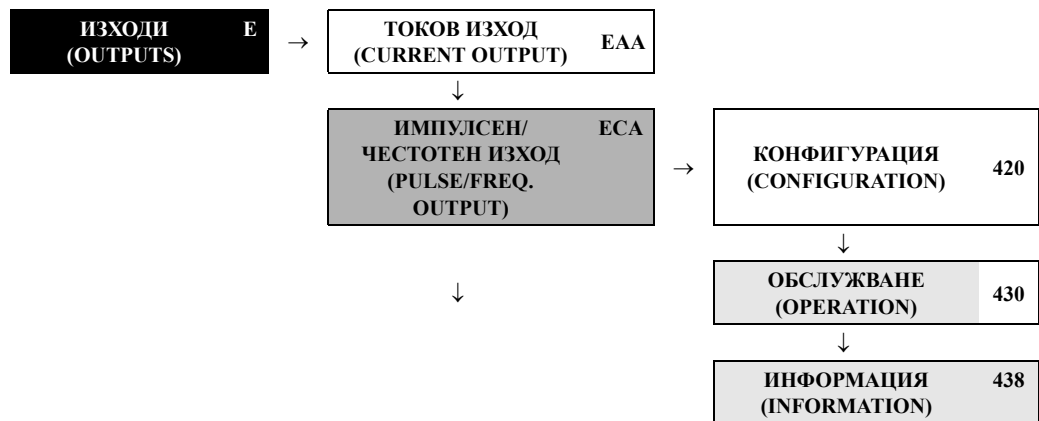 ИЗХОДИ E
(OUTPUTS)
→
ТОКОВ ИЗХОД
(CURRENT OUTPUT) EAA
↓
ИМПУЛСЕН/ ECA
ЧЕСТОТЕН ИЗХОД
(PULSE/FREQ.
OUTPUT)
→
КОНФИГУРАЦИЯ
(CONFIGURATION) 420
↓
↓
ОБСЛУЖВАНЕ
(OPERATION) 430
↓
ИНФОРМАЦИЯ 438
(INFORMATION)